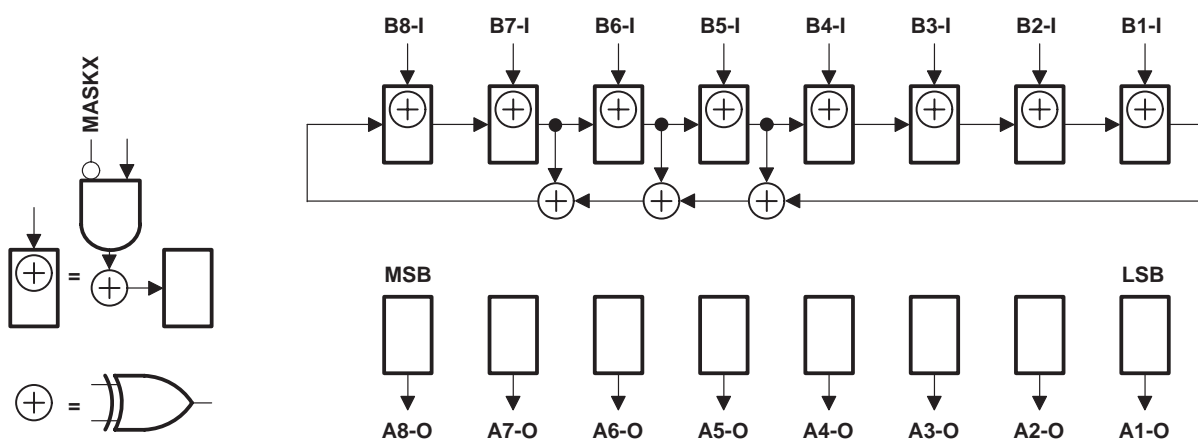 B8-I B7-I B6-I B5-I B4-I B3-I B2-I B1-I
MASKX
MSB LSB
=
=
A8-O A7-O A6-O A5-O A4-O A3-O A2-O A1-O